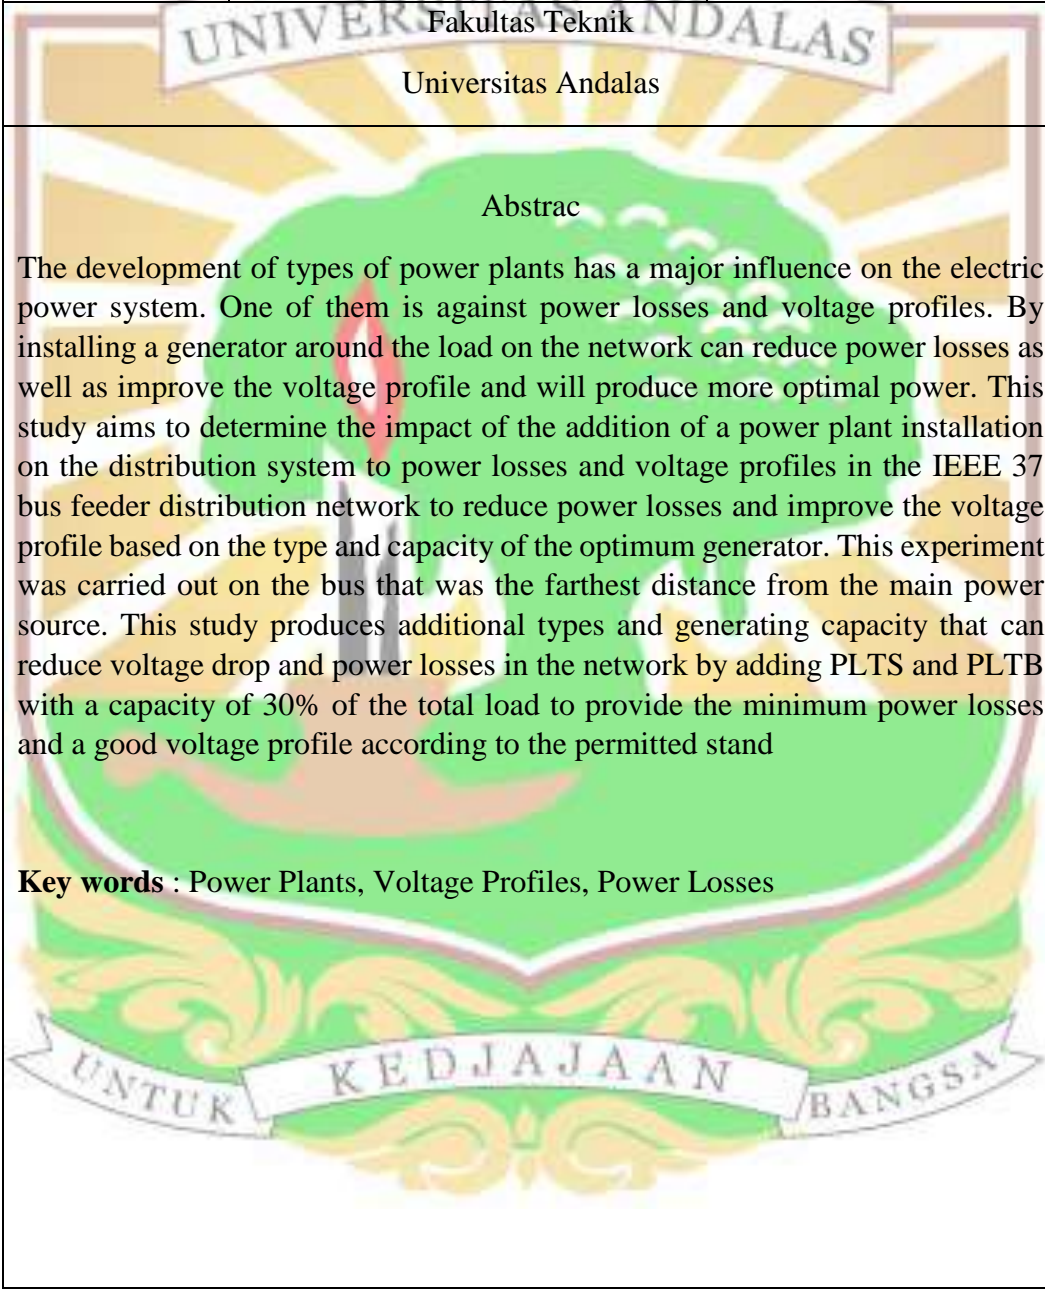 UNIVERSITAS ANDALAS
Fakultas Teknik
Universitas Andalas
Abstrac
The development of types of power plants has a major influence on the electric
power system. One of them is against power losses and voltage profiles. By
installing a generator around the load on the network can reduce power losses as
well as improve the voltage profile and will produce more optimal power. This
study aims to determine the impact of the addition of a power plant installation
on the distribution system to power losses and voltage profiles in the IEEE 37
bus feeder distribution network to reduce power losses and improve the voltage
profile based on the type and capacity of the optimum generator. This experiment
was carried out on the bus that was the farthest distance from the main power
source. This study produces additional types and generating capacity that can
reduce voltage drop and power losses in the network by adding PLTS and PLTB
with a capacity of 30% of the total load to provide the minimum power losses
and a good voltage profile according to the permitted stand
Key words : Power Plants, Voltage Profiles, Power Losses
UNTUK KEDJAJAAN BANGSA